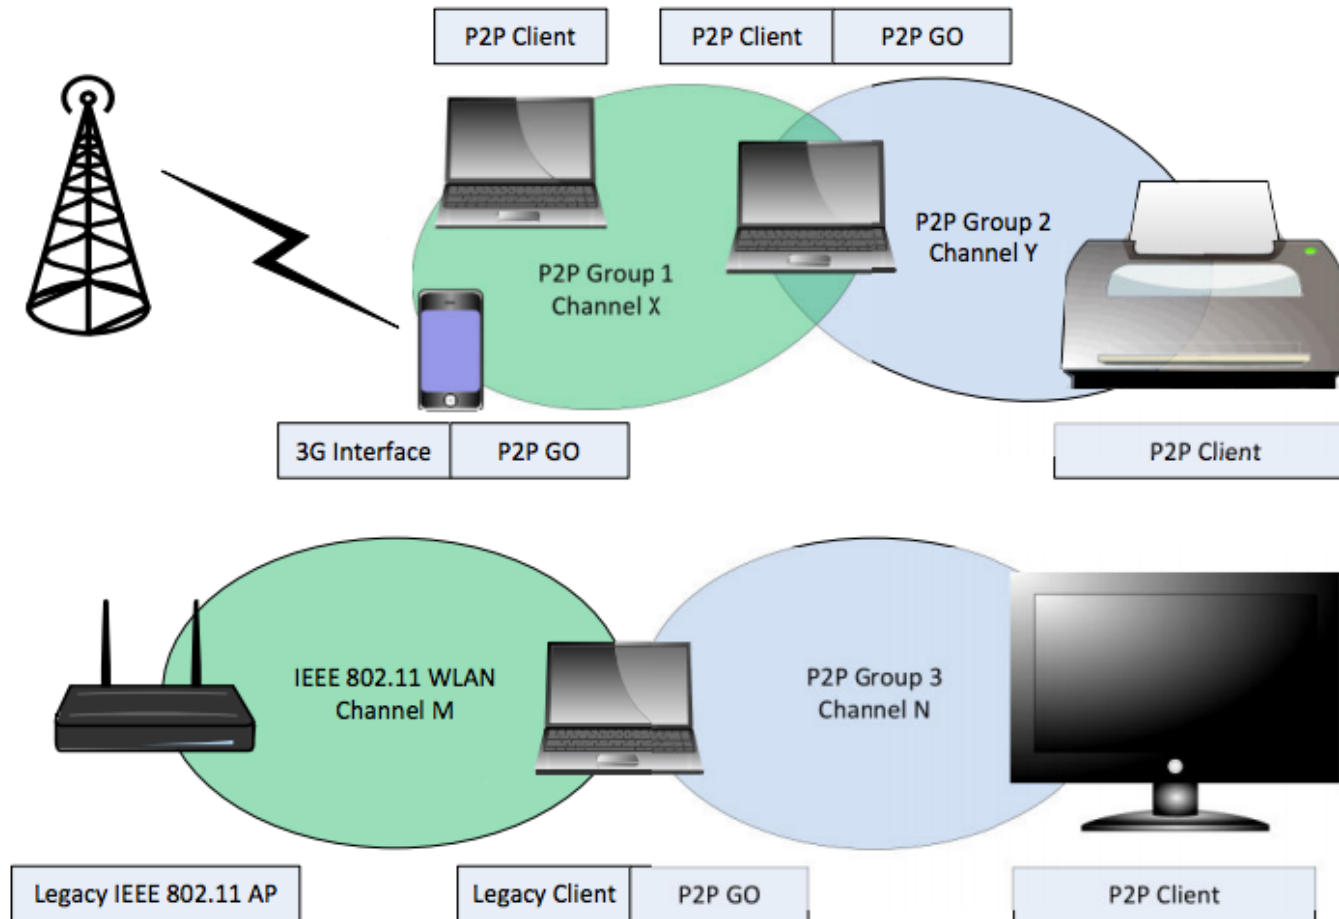 P2P Client
P2P Client
P2P GO
P2P Group 1
Channel X
P2P Group 2
Channel Y
3G Interface
P2P GO
P2P Client
IEEE 802.11 WLAN
Channel M
P2P Group 3
Channel N
Legacy IEEE 802.11 AP
Legacy Client
P2P GO
P2P Client